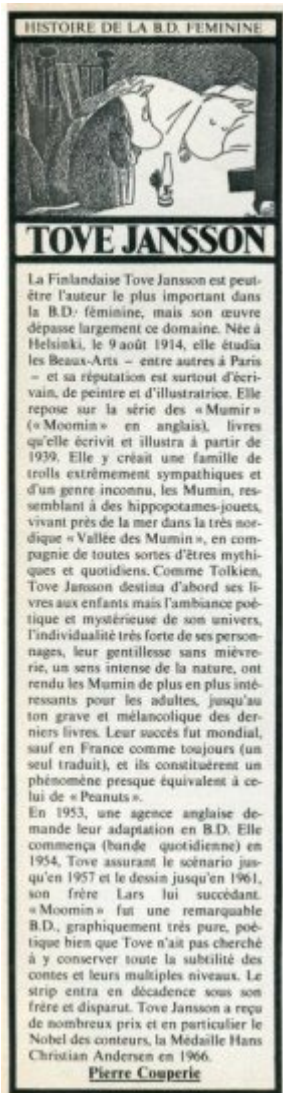 HISTOIRE DE LA B.D. FEMININE
TOVE JANSSON
La Finlandaise Tove Jansson est peut-
être l'auteur le plus important dans
la B.D. féminine, mais son œuvre
dépasse largement ce domaine. Née à
Helsinki, le 9 août 1914, elle étudia
les Beaux-Arts – entre autres à Paris
– et sa réputation est surtout d'écri-
vain, de peintre et d'illustratrice. Elle
repose sur la série des « Mumir »
(« Moomin » en anglais), livres
qu'elle écrivit et illustra à partir de
1939. Elle y créait une famille de
trolls extrêmement sympathiques et
d'un genre inconnu, les Mumin, res-
semblant à des hippopotames-jouets,
vivant près de la mer dans la très nor-
dique « Vallée des Mumin », en com-
pagnie de toutes sortes d'êtres mythi-
ques et quotidiens. Comme Tolkien,
Tove Jansson destina d'abord ses li-
vres aux enfants mais l'ambiance poé-
tique et mystérieuse de son univers,
l'individualité très forte de ses person-
nages, leur gentillesse sans mièvre-
rie, un sens intense de la nature, ont
rendu les Mumin de plus en plus inté-
ressants pour les adultes, jusqu'au
ton grave et mélancolique des der-
niers livres. Leur succès fut mondial,
sauf en France comme toujours (un
seul traduit), et ils constituèrent un
phénomène presque équivalent à ce-
lui de « Peanuts ».
En 1953, une agence anglaise de-
mande leur adaptation en B.D. Elle
commença (bande quotidienne) en
1954, Tove assurant le scénario jus-
qu'en 1957 et le dessin jusqu'en 1961,
son frère Lars lui succédant.
« Moomin » fut une remarquable
B.D., graphiquement très pure, poé-
tique bien que Tove n'ait pas cherché
à y conserver toute la subtilité des
contes et leurs multiples niveaux. Le
strip entra en décadence sous son
frère et disparut. Tove Jansson a reçu
de nombreux prix et en particulier le
Nobel des conteurs, la Médaille Hans
Christian Andersen en 1966.
Pierre Couperie